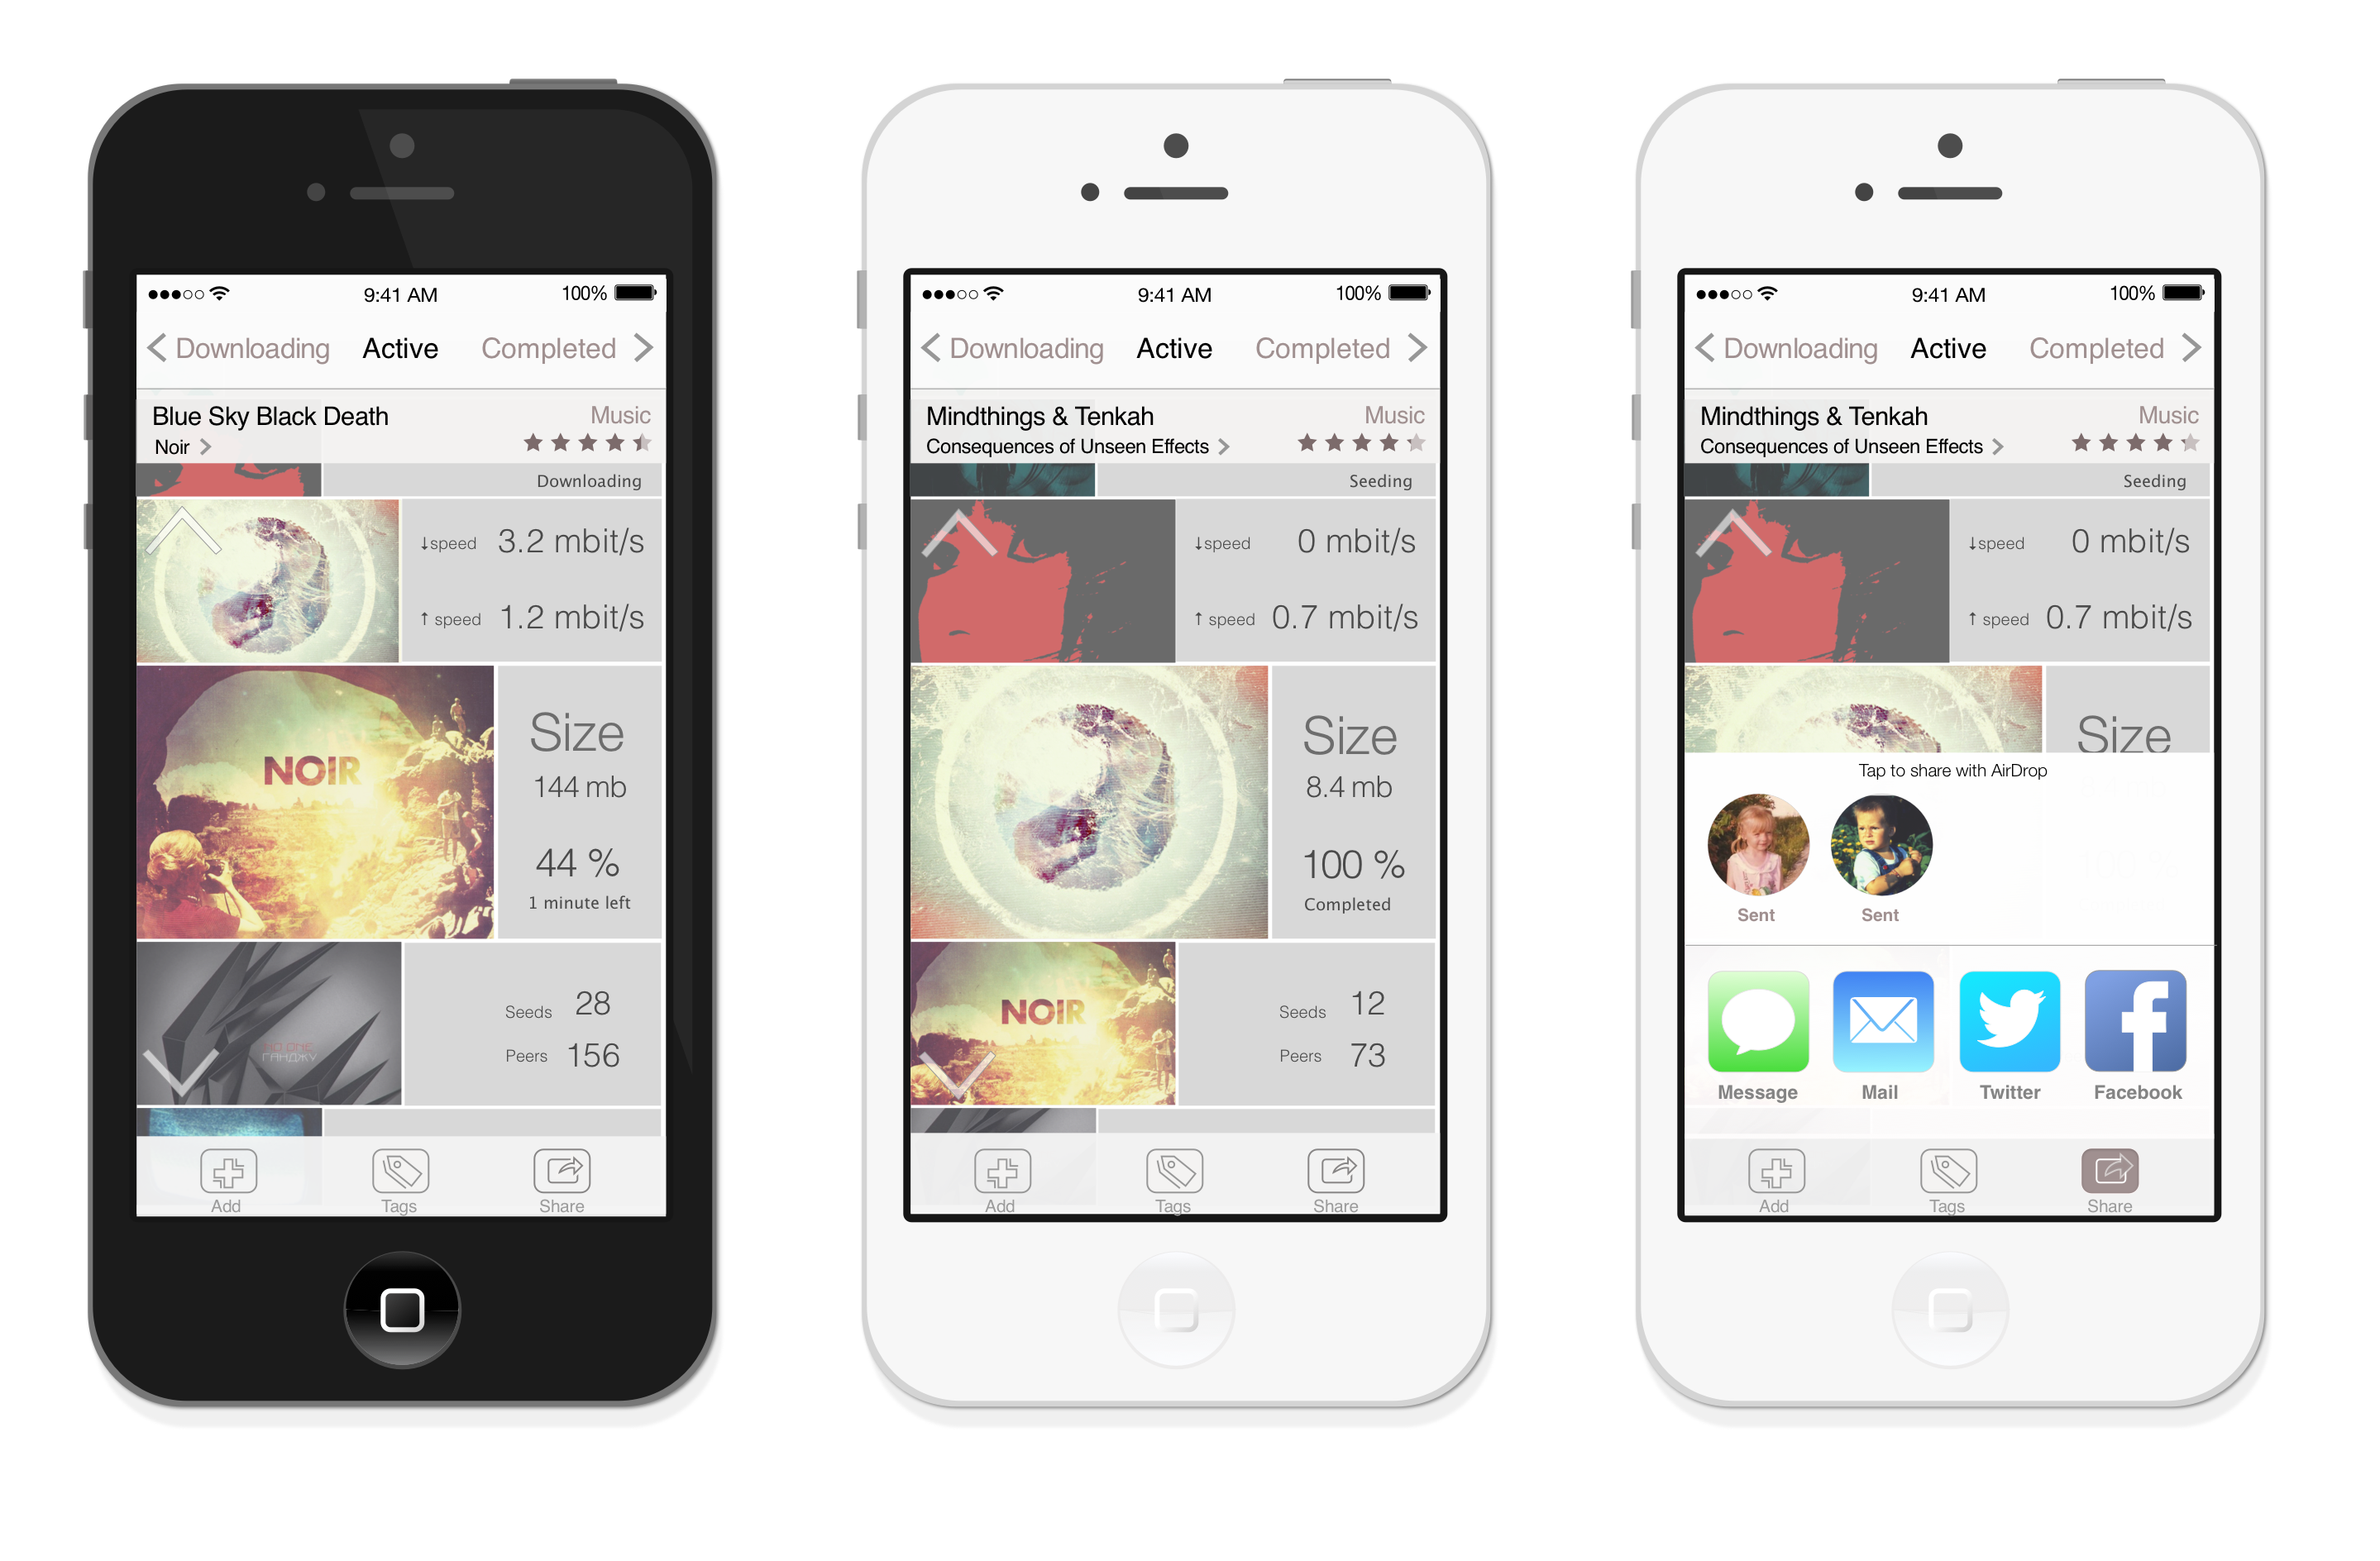 9:41 AM 100%
Downloading Active Completed
Blue Sky Black Death Music
Noir
Downloading
↓speed 3.2 mbit/s
↑ speed 1.2 mbit/s
NOIR
Size
144 mb
44 %
1 minute left
NO ONE
ГАНДЖУ
Seeds 28
Peers 156
Add Tags Share
9:41 AM 100%
Downloading Active Completed
Mindthings & Tenkah Music
Consequences of Unseen Effects
Seeding
↓speed 0 mbit/s
↑ speed 0.7 mbit/s
Size
8.4 mb
100 %
Completed
NOIR
Seeds 12
Peers 73
Add Tags Share
9:41 AM 100%
Downloading Active Completed
Mindthings & Tenkah Music
Consequences of Unseen Effects
Seeding
↓speed 0 mbit/s
↑ speed 0.7 mbit/s
Size
Tap to share with AirDrop
Sent Sent
Message Mail Twitter Facebook
Add Tags Share